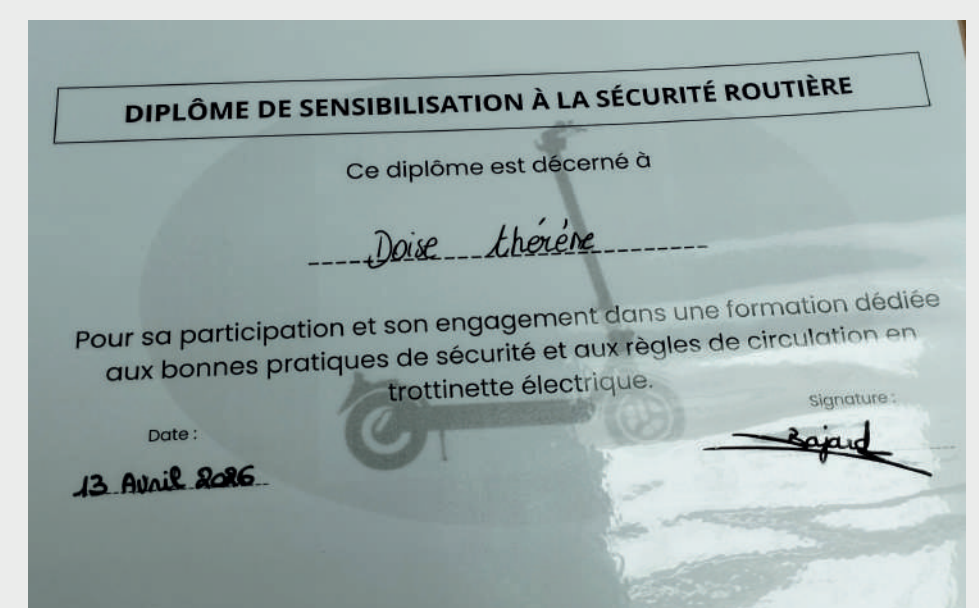 DIPLÔME DE SENSIBILISATION À LA SÉCURITÉ ROUTIÈRE
Ce diplôme est décerné à
Doise thérèse
Pour sa participation et son engagement dans une formation dédiée
aux bonnes pratiques de sécurité et aux règles de circulation en
trottinette électrique.
Signature :
Date :
Bajard
13 Avril 2026